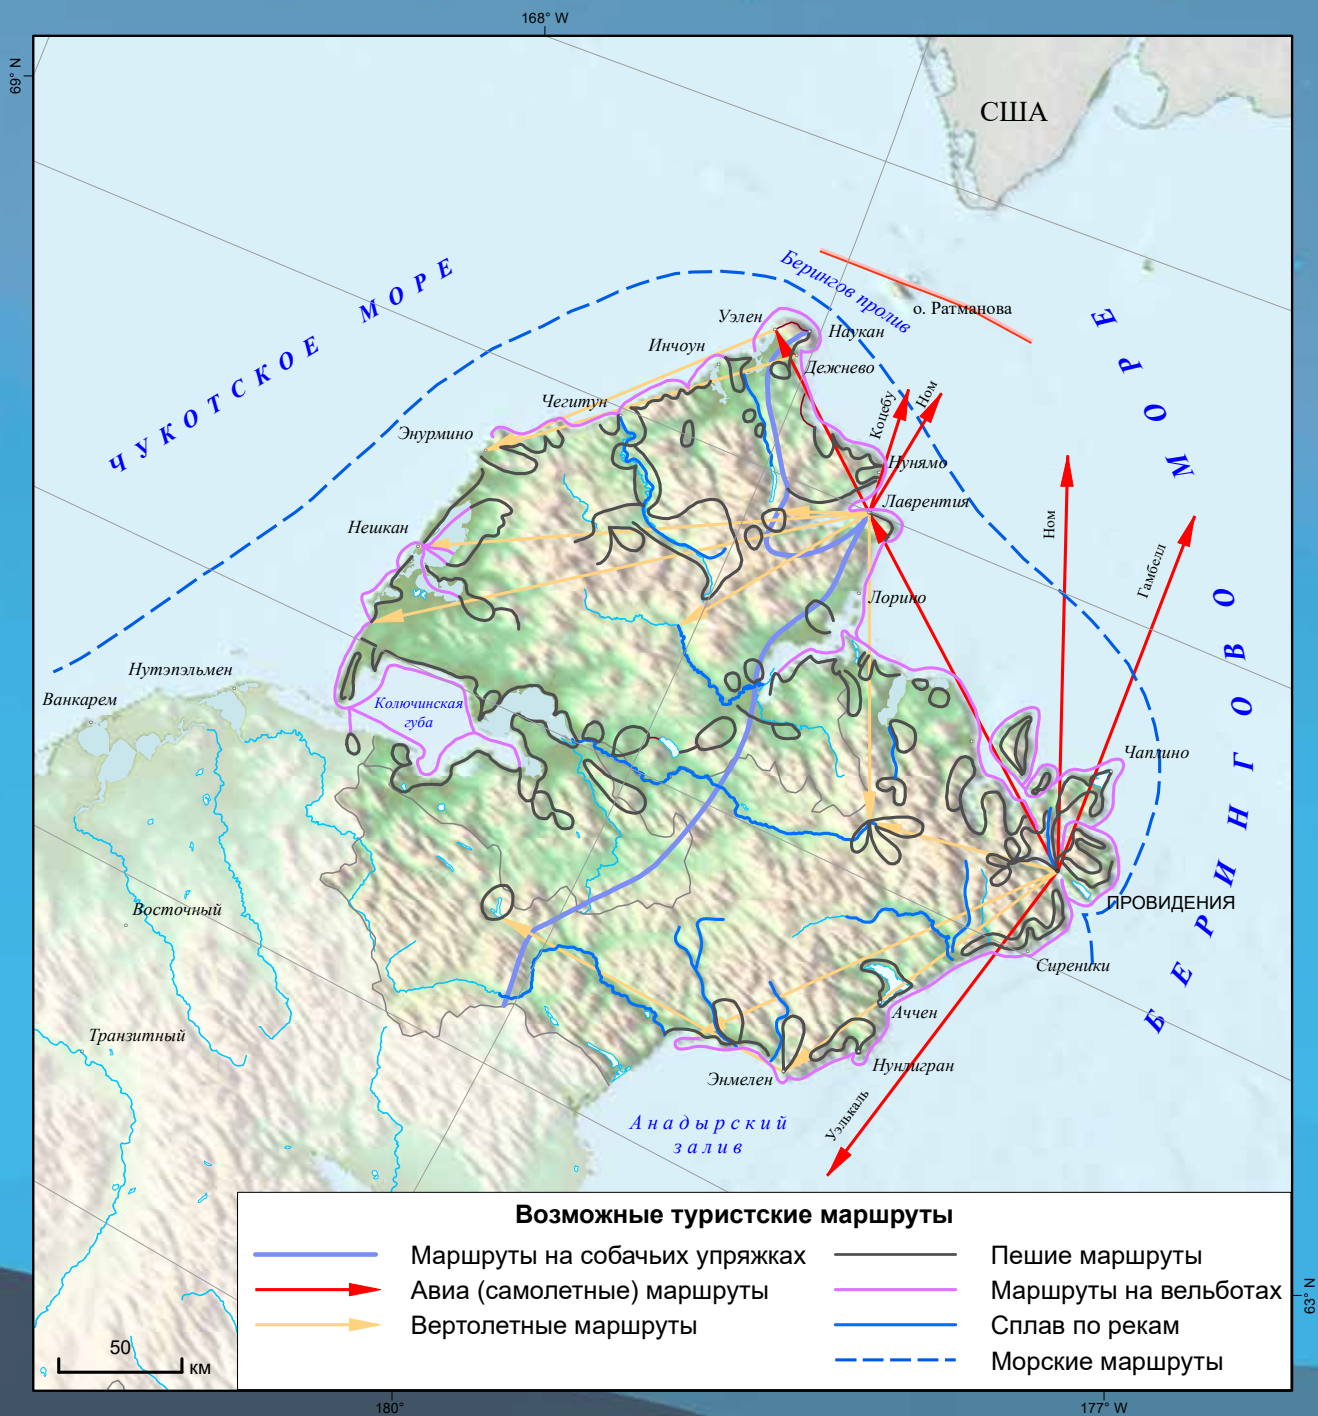 168° W
69° N
США
ЧУКОТСКОЕ МОРЕ
Берингов пролив
о. Ратманова
БЕРИНГОВО МОРЕ
Уэлен
Наукан
Инчоун
Дежнево
Чегитун
Коцебу
Ном
Энурмино
Нунямо
Лаврентия
Нешкан
Ном
Гамбелл
Лорино
Нутэпэльмен
Ванкарем
Колючинская
губа
Чаплино
Восточный
ПРОВИДЕНИЯ
Сиреники
Аччен
Транзитный
Нунлигран
Энмелен
Уэлькаль
Анадырский
залив
Возможные туристские маршруты
Маршруты на собачьих упряжках
Авиа (самолетные) маршруты
Вертолетные маршруты
Пешие маршруты
Маршруты на вельботах
Сплав по рекам
Морские маршруты
50
км
63° N
180°
177° W